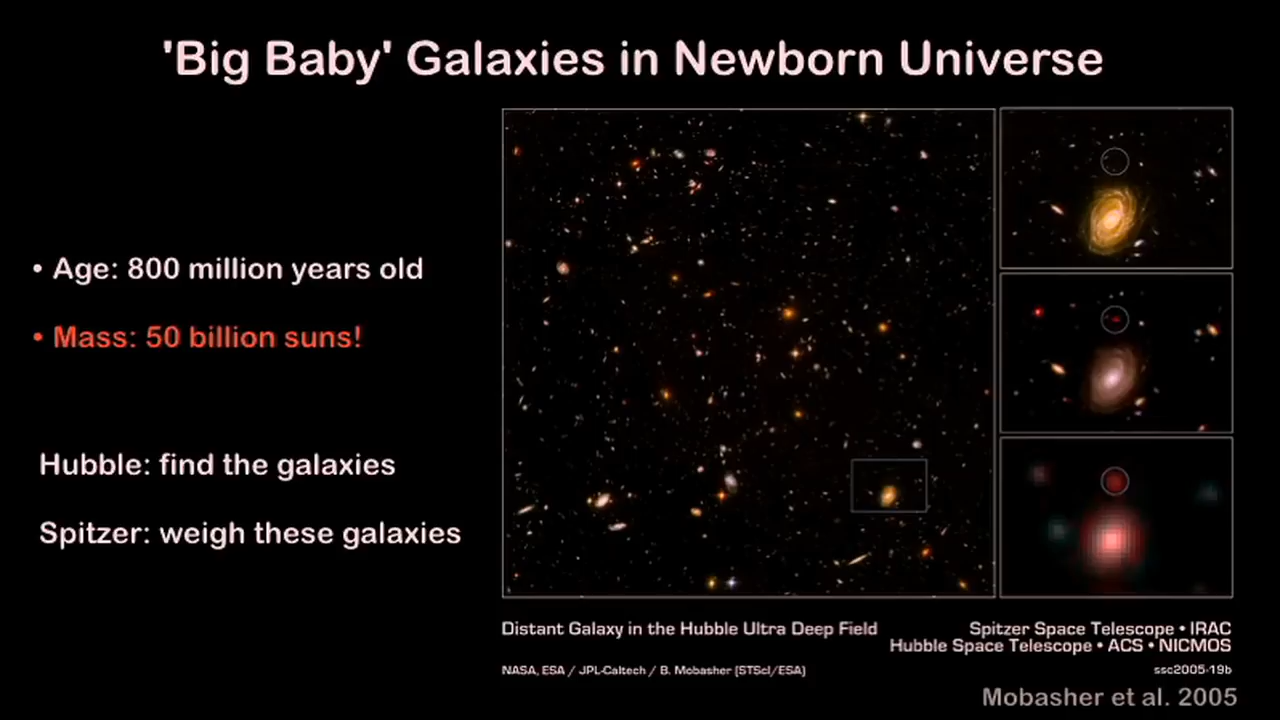 'Big Baby' Galaxies in Newborn Universe
• Age: 800 million years old
• Mass: 50 billion suns!
Hubble: find the galaxies
Spitzer: weigh these galaxies
Distant Galaxy in the Hubble Ultra Deep Field
Spitzer Space Telescope • IRAC
Hubble Space Telescope • ACS • NICMOS
NASA, ESA / JPL-Caltech / B. Mobasher (STScI/ESA)
ssc2005-19b
Mobasher et al. 2005